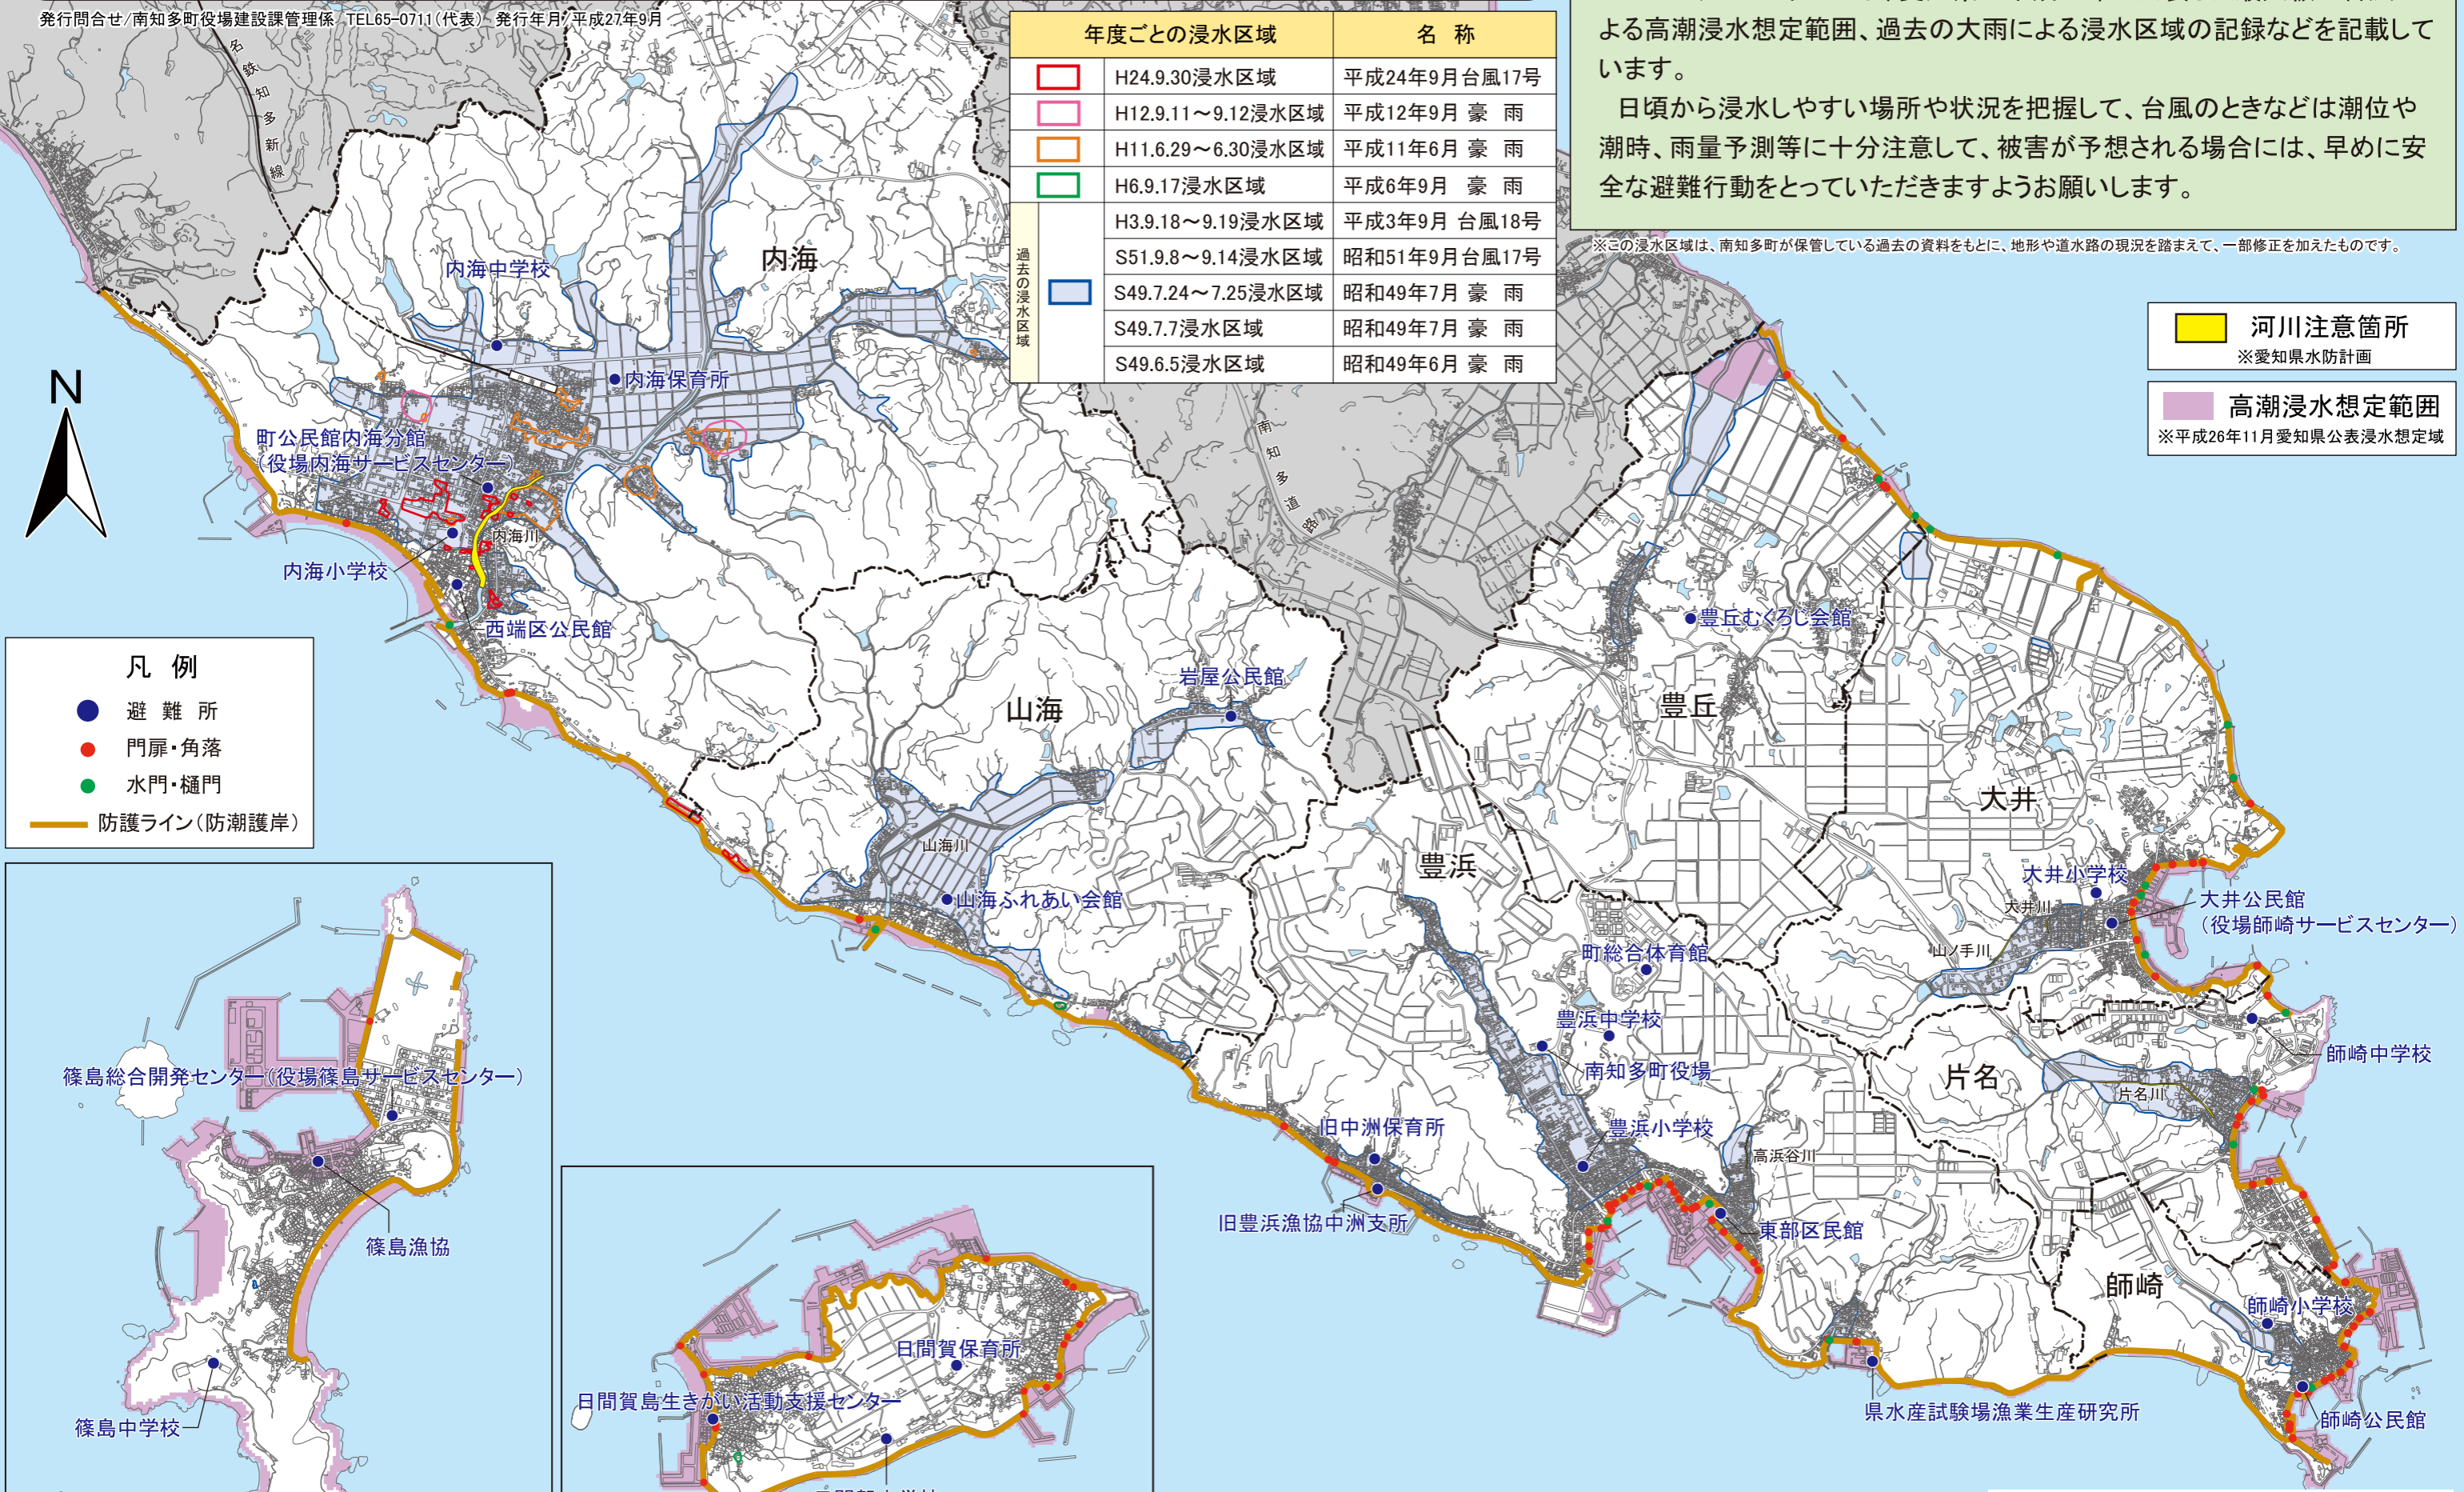 発行問合せ/南知多町役場建設課管理係 TEL65-0711(代表) 発行年月/平成27年9月
よる高潮浸水想定範囲、過去の大雨による浸水区域の記録などを記載して
います。
日頃から浸水しやすい場所や状況を把握して、台風のときなどは潮位や
潮時、雨量予測等に十分注意して、被害が予想される場合には、早めに安
全な避難行動をとっていただきますようお願いします。
※この浸水区域は、南知多町が保管している過去の資料をもとに、地形や道水路の現況を踏まえて、一部修正を加えたものです。
年度ごとの浸水区域 名 称
H24.9.30浸水区域 平成24年9月台風17号
H12.9.11～9.12浸水区域 平成12年9月 豪 雨
H11.6.29～6.30浸水区域 平成11年6月 豪 雨
H6.9.17浸水区域 平成6年9月 豪 雨
過去の浸水区域
H3.9.18～9.19浸水区域 平成3年9月 台風18号
S51.9.8～9.14浸水区域 昭和51年9月台風17号
S49.7.24～7.25浸水区域 昭和49年7月 豪 雨
S49.7.7浸水区域 昭和49年7月 豪 雨
S49.6.5浸水区域 昭和49年6月 豪 雨
河川注意箇所
※愛知県水防計画
高潮浸水想定範囲
※平成26年11月愛知県公表浸水想定域
名鉄知多新線
N
内海
内海中学校
内海保育所
町公民館内海分館
(役場内海サービスセンター)
内海川
内海小学校
西端区公民館
南知多道路
凡 例
避 難 所
門扉・角落
水門・樋門
防護ライン(防潮護岸)
山海
岩屋公民館
山海川
山海ふれあい会館
豊丘むくろじ会館
豊丘
大井
大井小学校
大井川
大井公民館
(役場師崎サービスセンター)
山ノ手川
豊浜
町総合体育館
豊浜中学校
南知多町役場
豊浜小学校
高浜谷川
旧中洲保育所
旧豊浜漁協中洲支所
東部区民館
片名
片名川
師崎中学校
師崎
師崎小学校
師崎公民館
県水産試験場漁業生産研究所
篠島総合開発センター(役場篠島サービスセンター)
篠島漁協
篠島中学校
日間賀保育所
日間賀島生きがい活動支援センター